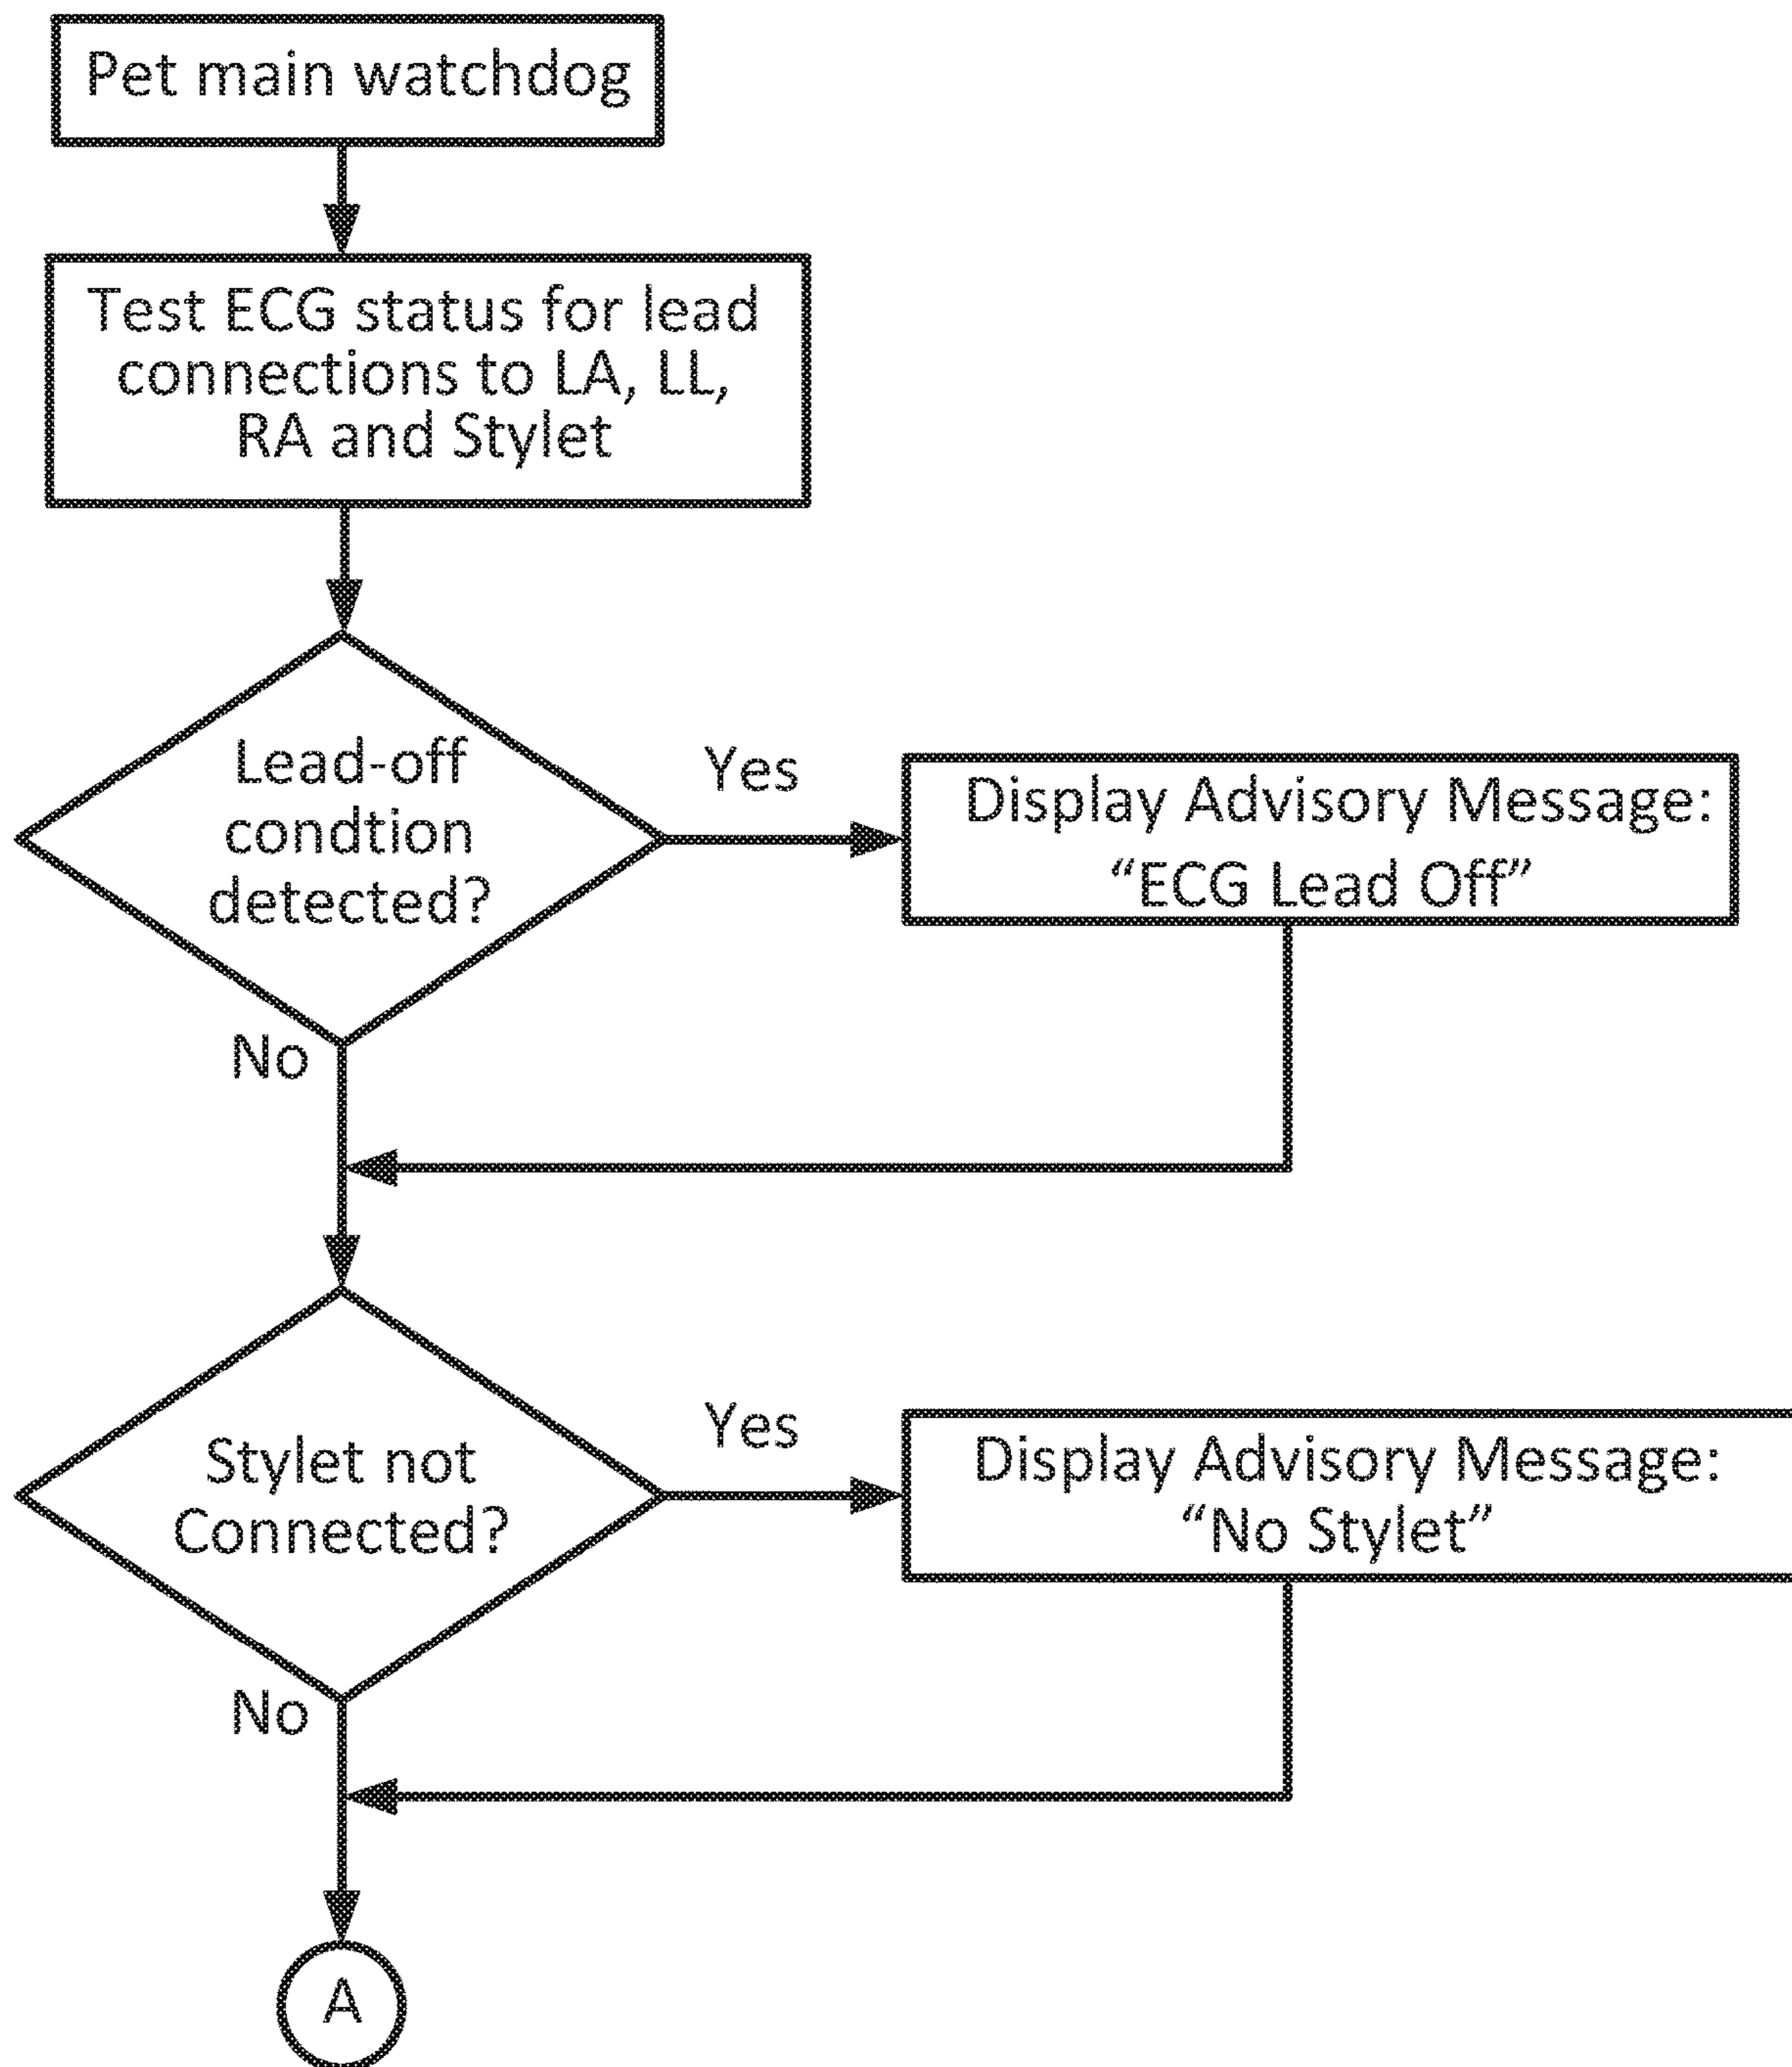 Pet main watchdog
Test ECG status for lead
connections to LA, LL,
RA and Stylet
Lead-off
condtion
detected?
Yes
Display Advisory Message:
“ECG Lead Off”
No
Stylet not
Connected?
Yes
Display Advisory Message:
“No Stylet”
No
A